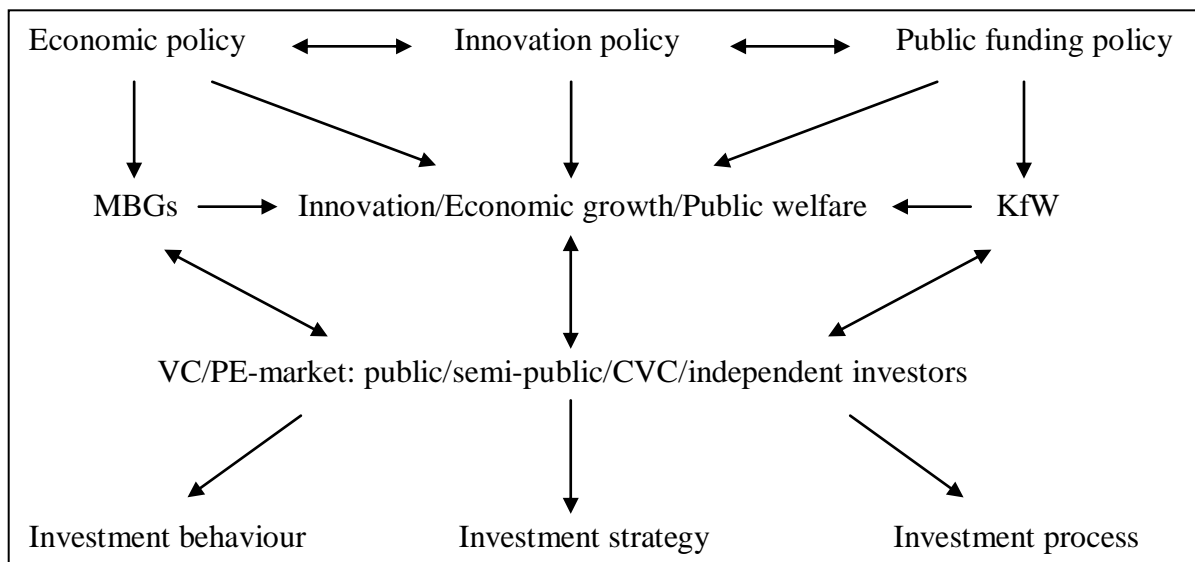 Economic policy Innovation policy Public funding policy
MBGs Innovation/Economic growth/Public welfare KfW
VC/PE-market: public/semi-public/CVC/independent investors
Investment behaviour Investment strategy Investment process